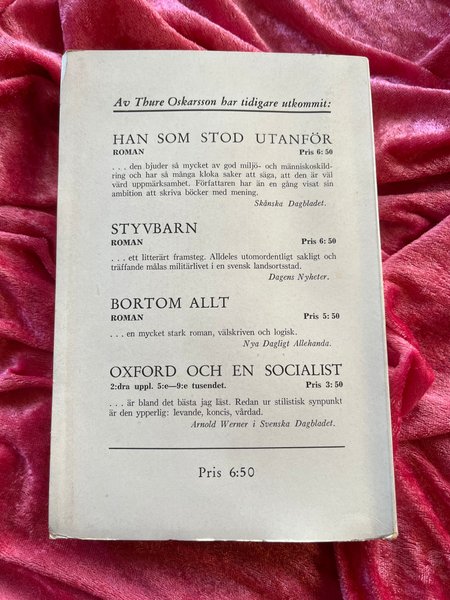 Av Thure Oskarsson har tidigare utkommit:
HAN SOM STOD UTANFÖR
ROMAN Pris 6:50
. . . den bjuder så mycket av god miljö- och människoskild-
ring och har så många kloka saker att säga, att den är väl
värd uppmärksamhet. Författaren har än en gång visat sin
ambition att skriva böcker med mening.
Skånska Dagbladet.
STYVBARN
ROMAN Pris 6:50
. . . ett litterärt framsteg. Alldeles utomordentligt sakligt och
träffande målas militärlivet i en svensk landsortsstad.
Dagens Nyheter.
BORTOM ALLT
ROMAN Pris 5:50
. . . en mycket stark roman, välskriven och logisk.
Nya Dagligt Allehanda.
OXFORD OCH EN SOCIALIST
2:dra uppl. 5:e—9:e tusendet. Pris 3:50
. . . är bland det bästa jag läst. Redan ur stilistisk synpunkt
är den ypperlig: levande, koncis, vårdad.
Arnold Werner i Svenska Dagbladet.
Pris 6:50